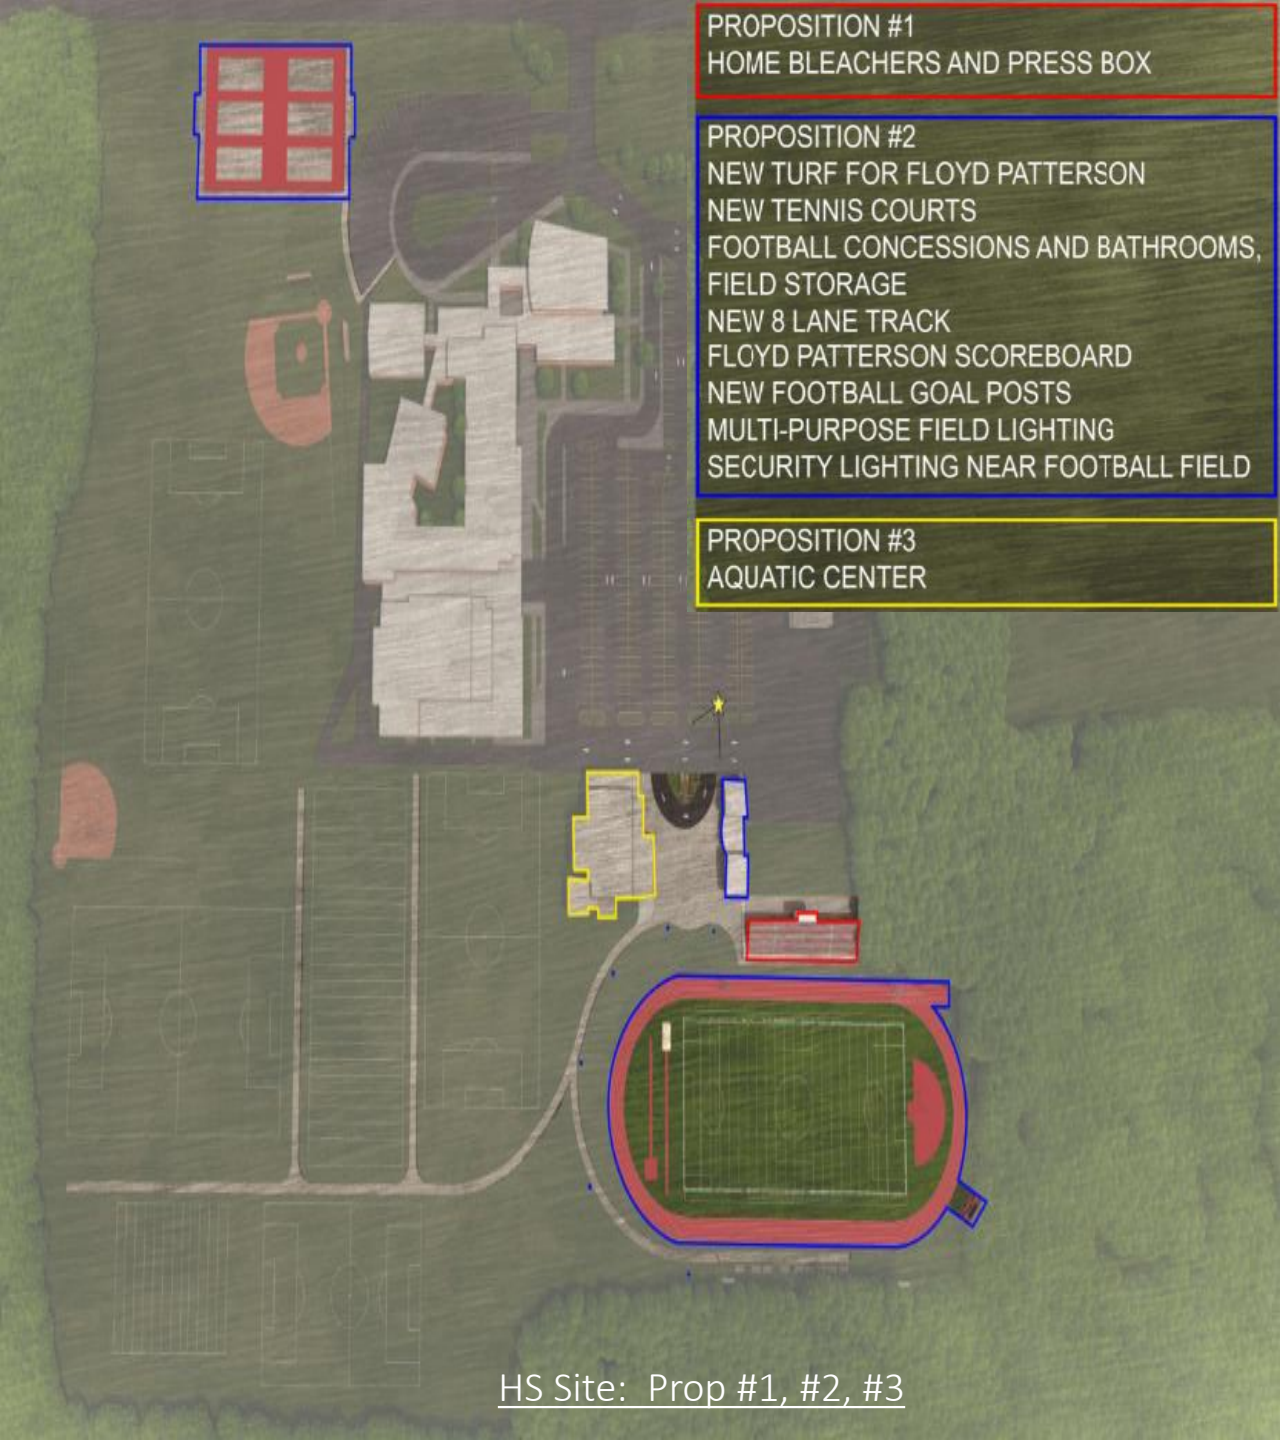 PROPOSITION #1
HOME BLEACHERS AND PRESS BOX
PROPOSITION #2
NEW TURF FOR FLOYD PATTERSON
NEW TENNIS COURTS
FOOTBALL CONCESSIONS AND BATHROOMS,
FIELD STORAGE
NEW 8 LANE TRACK
FLOYD PATTERSON SCOREBOARD
NEW FOOTBALL GOAL POSTS
MULTI-PURPOSE FIELD LIGHTING
SECURITY LIGHTING NEAR FOOTBALL FIELD
PROPOSITION #3
AQUATIC CENTER
HS Site:  Prop #1, #2, #3